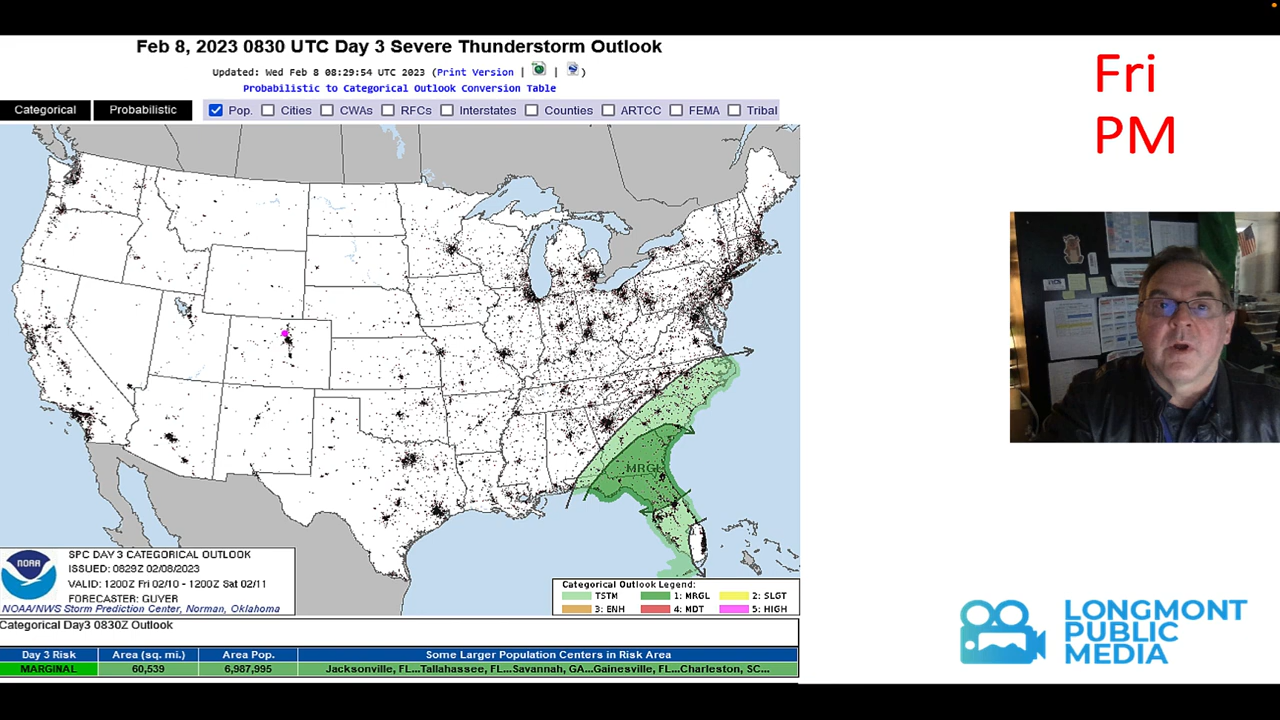 Feb 8, 2023 0830 UTC Day 3 Severe Thunderstorm Outlook
Updated: Wed Feb 8 08:29:54 UTC 2023 (Print Version | | )
Probabilistic to Categorical Outlook Conversion Table
Categorical Probabilistic Pop. Cities CWAs RFCs Interstates Counties ARTCC FEMA Tribal
Fri
PM
MRGL
NOAA
SPC DAY 3 CATEGORICAL OUTLOOK
ISSUED: 0829Z 02/08/2023
VALID: 1200Z Fri 02/10 - 1200Z Sat 02/11
FORECASTER: GUYER
NOAA/NWS Storm Prediction Center, Norman, Oklahoma
Categorical Outlook Legend:
TSTM 1: MRGL 2: SLGT
3: ENH 4: MDT 5: HIGH
Categorical Day3 0830Z Outlook
Day 3 Risk Area (sq. mi.) Area Pop. Some Larger Population Centers in Risk Area
MARGINAL 60,539 6,987,995 Jacksonville, FL...Tallahassee, FL...Savannah, GA...Gainesville, FL...Charleston, SC...
LONGMONT
PUBLIC
MEDIA